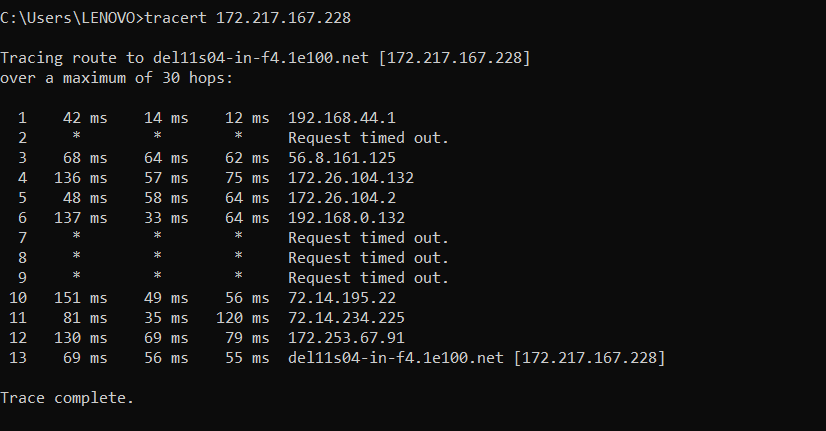 C:\Users\LENOVO>tracert 172.217.167.228
Tracing route to del11s04-in-f4.1e100.net [172.217.167.228]
over a maximum of 30 hops:
1 42 ms 14 ms 12 ms 192.168.44.1
2 * * * Request timed out.
3 68 ms 64 ms 62 ms 56.8.161.125
4 136 ms 57 ms 75 ms 172.26.104.132
5 48 ms 58 ms 64 ms 172.26.104.2
6 137 ms 33 ms 64 ms 192.168.0.132
7 * * * Request timed out.
8 * * * Request timed out.
9 * * * Request timed out.
10 151 ms 49 ms 56 ms 72.14.195.22
11 81 ms 35 ms 120 ms 72.14.234.225
12 130 ms 69 ms 79 ms 172.253.67.91
13 69 ms 56 ms 55 ms del11s04-in-f4.1e100.net [172.217.167.228]
Trace complete.